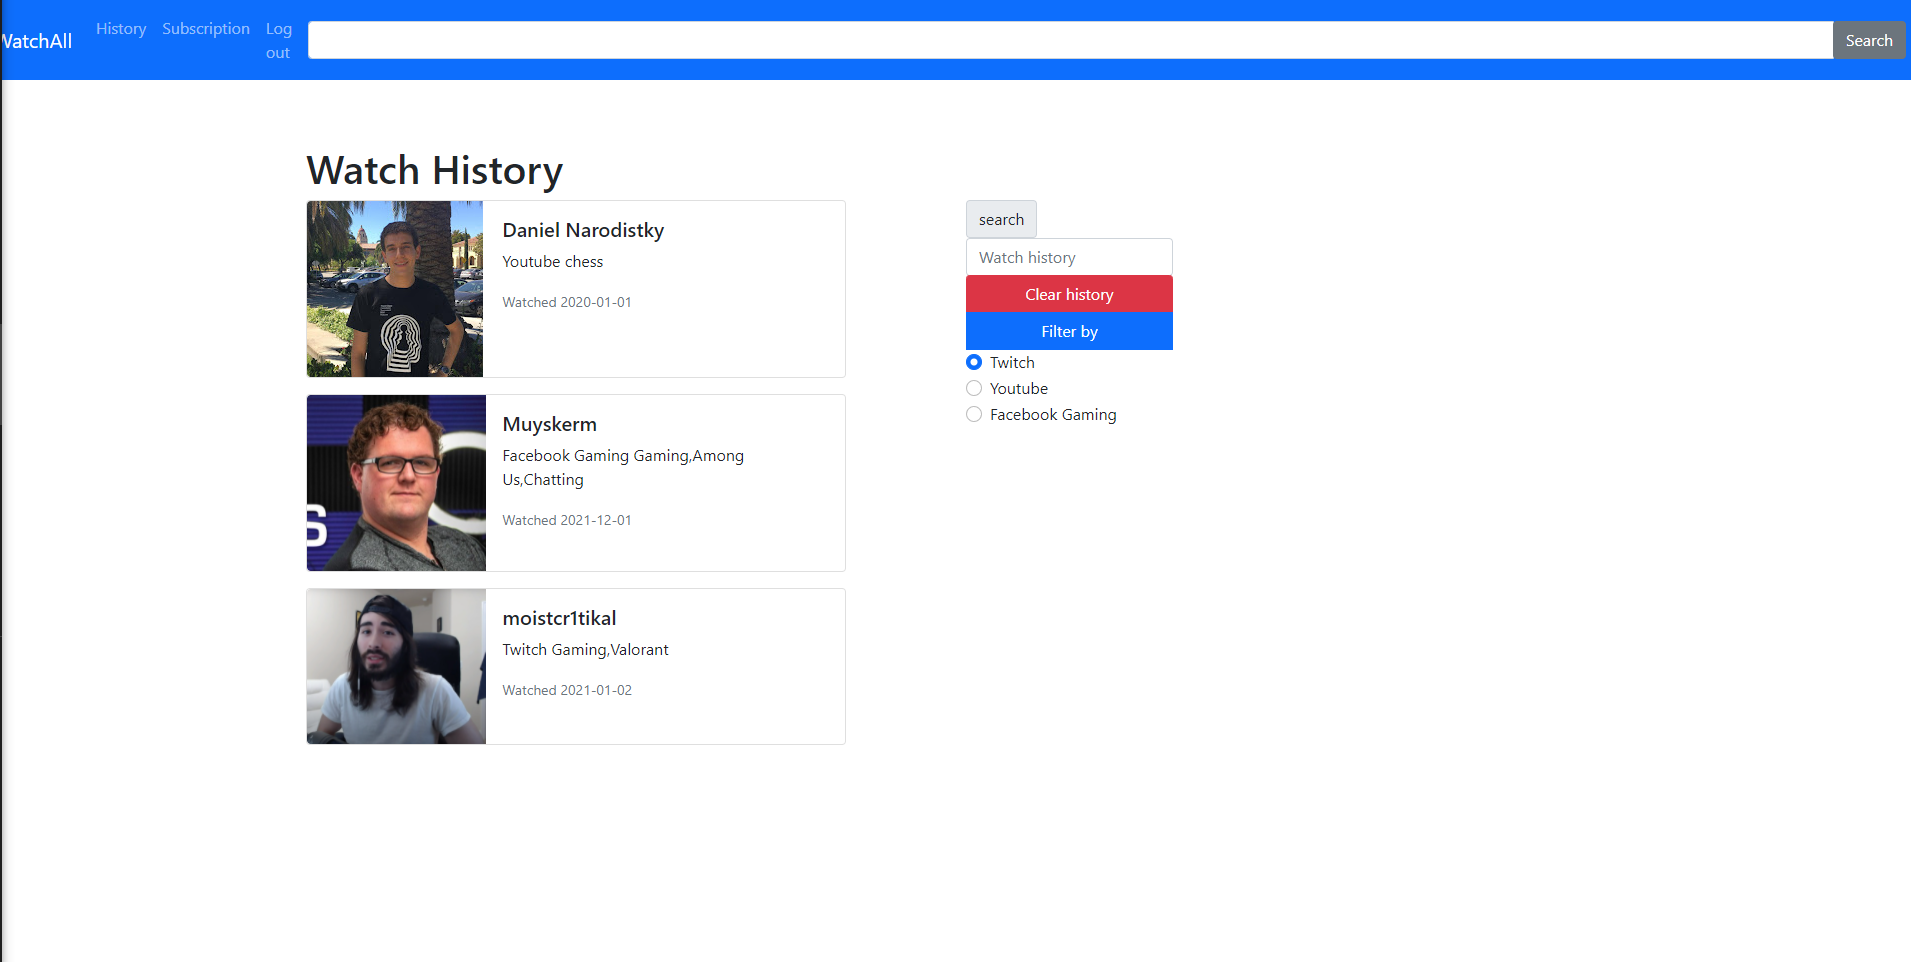 WatchAll History Subscription Log out Search
Watch History
Daniel Narodistky
Youtube chess
Watched 2020-01-01
Muyskerm
Facebook Gaming Gaming,Among
Us,Chatting
Watched 2021-12-01
S
moistcr1tikal
Twitch Gaming,Valorant
Watched 2021-01-02
search
Watch history
Clear history
Filter by
Twitch
Youtube
Facebook Gaming